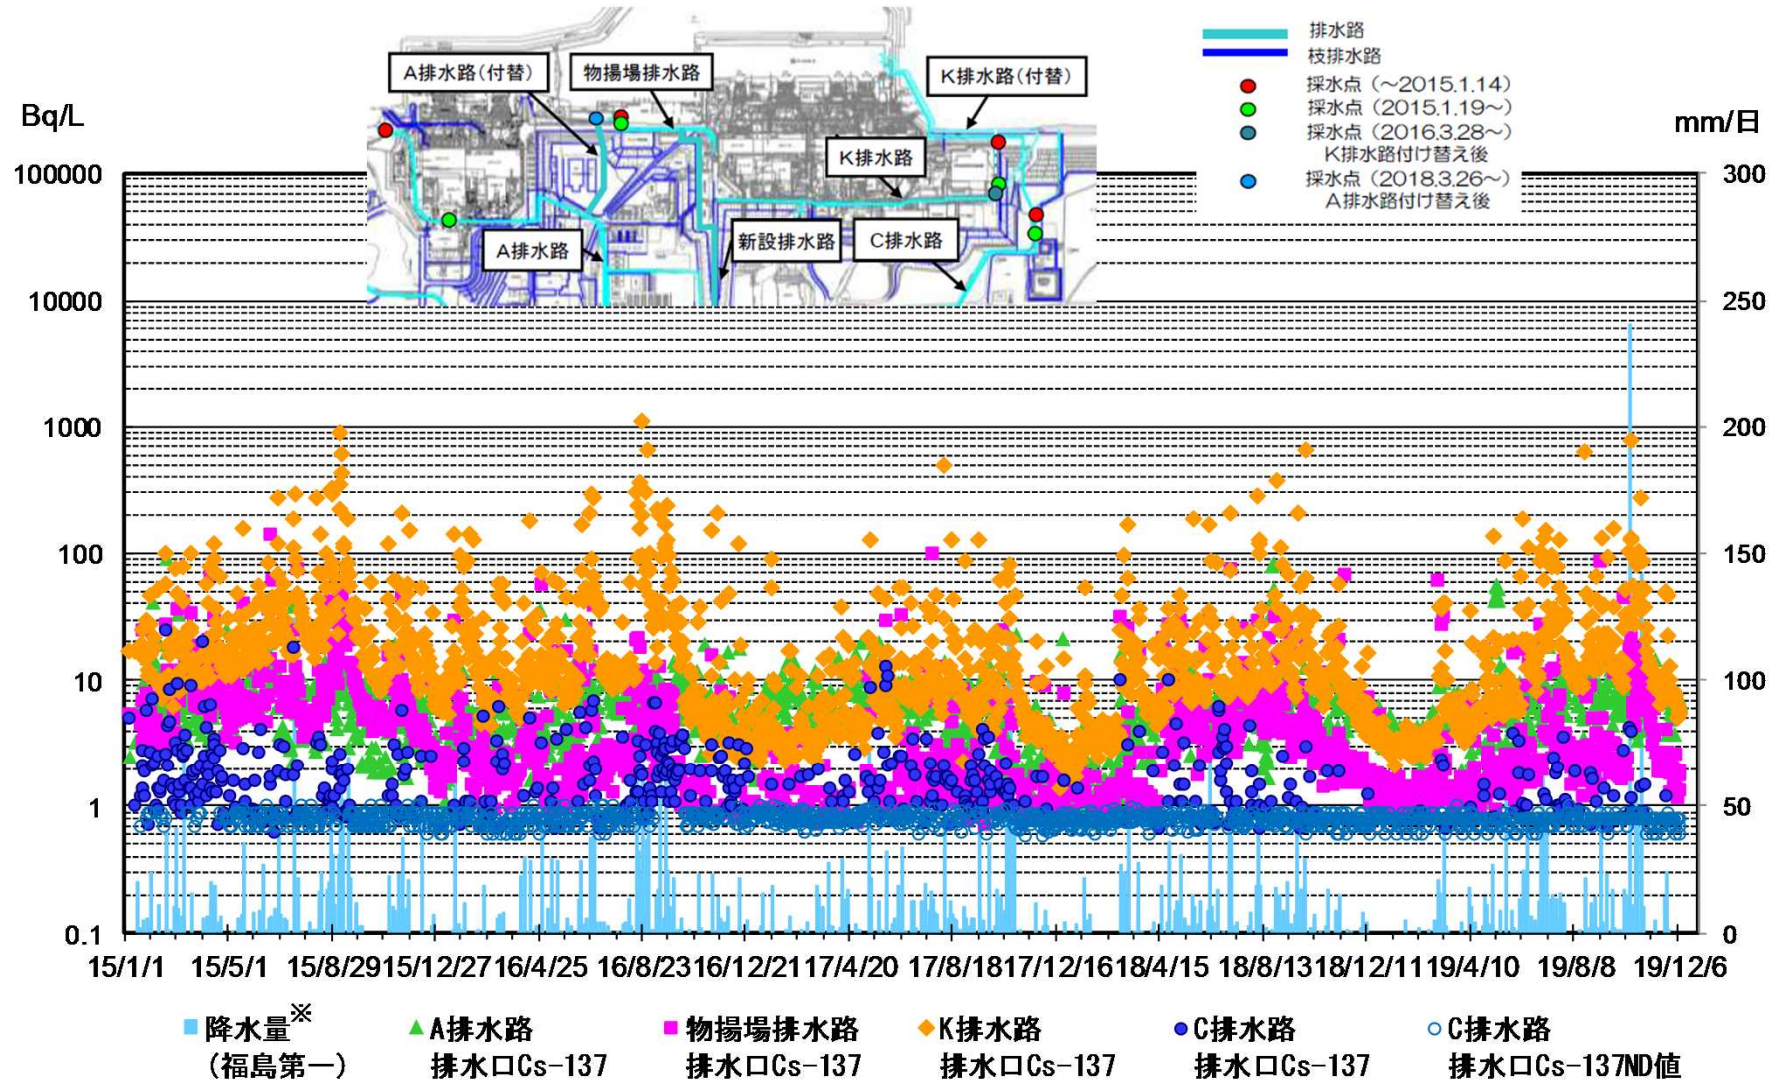 A排水路(付替)
物揚場排水路
K排水路(付替)
K排水路
A排水路
新設排水路
C排水路
排水路
枝排水路
採水点(～2015.1.14)
採水点(2015.1.19～)
採水点(2016.3.28～)
K排水路付け替え後
採水点(2018.3.26～)
A排水路付け替え後
Bq/L
mm/日
100000
10000
1000
100
10
1
0.1
300
250
200
150
100
50
0
15/1/1
15/5/1
15/8/29
15/12/27
16/4/25
16/8/23
16/12/21
17/4/20
17/8/18
17/12/16
18/4/15
18/8/13
18/12/11
19/4/10
19/8/8
19/12/6
降水量※
(福島第一)
A排水路
排水口Cs-137
物揚場排水路
排水口Cs-137
K排水路
排水口Cs-137
C排水路
排水口Cs-137
C排水路
排水口Cs-137ND値